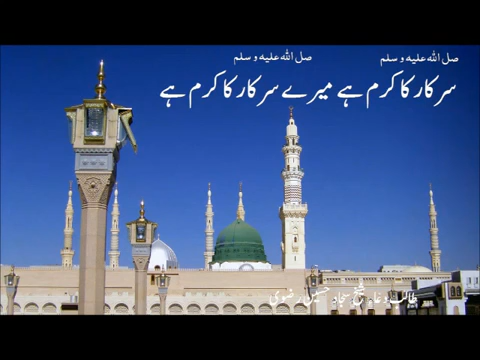 صل اللہ علیہ و سلم صل اللہ علیہ و سلم
سرکار کا کرم ہے میرے سرکار کا کرم ہے
طالب دعا۔ شیخ سجاد حسین رضوی